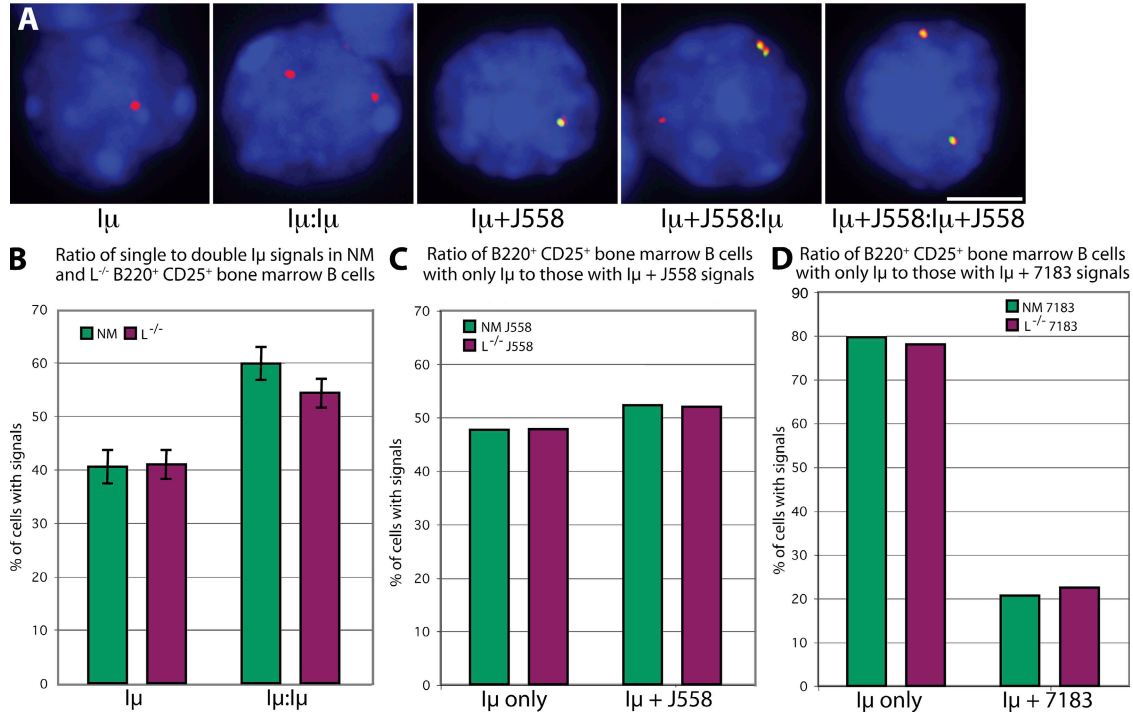 A
Iμ
Iμ:Iμ
Iμ+J558
Iμ+J558:Iμ
Iμ+J558:Iμ+J558
B
Ratio of single to double Iμ signals in NM
and L⁻/⁻ B220⁺ CD25⁺ bone marrow B cells
% of cells with signals
70
60
50
40
30
20
10
0
NM
L⁻/⁻
Iμ
Iμ:Iμ
C
Ratio of B220⁺ CD25⁺ bone marrow B cells
with only Iμ to those with Iμ + J558 signals
% of cells with signals
70
60
50
40
30
20
10
0
NM J558
L⁻/⁻ J558
Iμ only
Iμ + J558
D
Ratio of B220⁺ CD25⁺ bone marrow B cells
with only Iμ to those with Iμ + 7183 signals
% of cells with signals
90
80
70
60
50
40
30
20
10
0
NM 7183
L⁻/⁻ 7183
Iμ only
Iμ + 7183